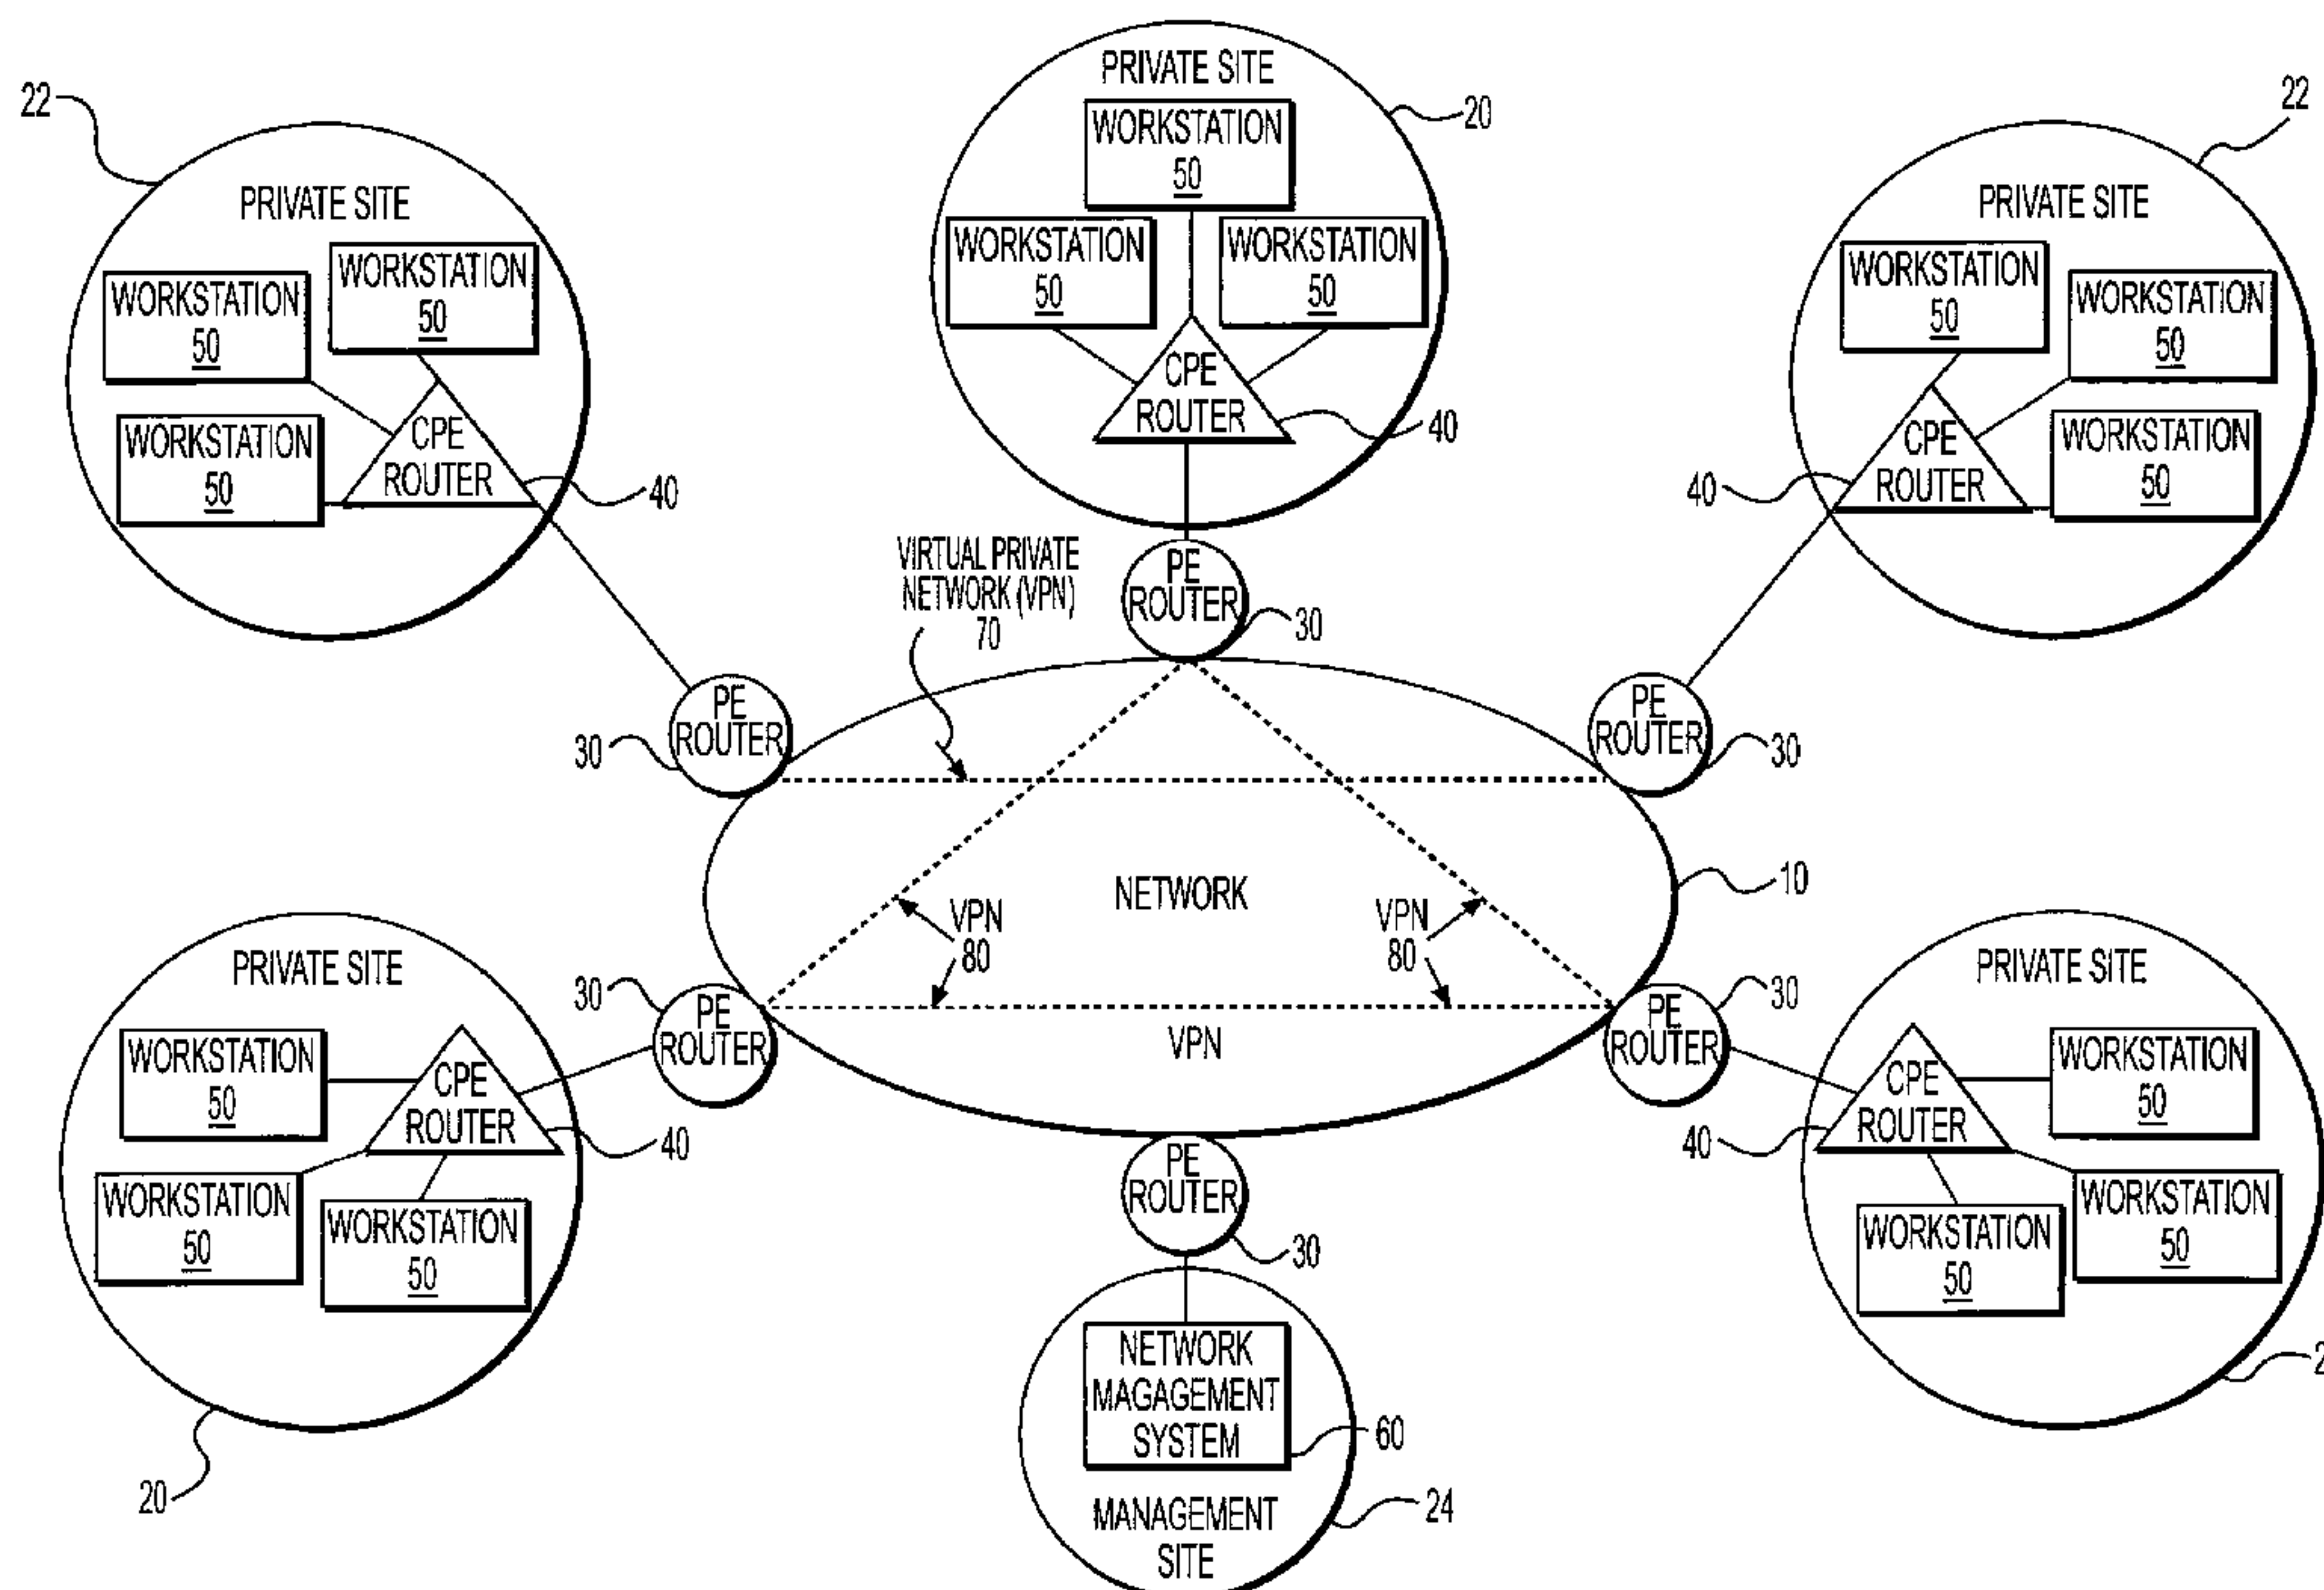 PRIVATE SITE
20
WORKSTATION
50
WORKSTATION
50
WORKSTATION
50
CPE
ROUTER
40
22
PRIVATE SITE
WORKSTATION
50
WORKSTATION
50
WORKSTATION
50
CPE
ROUTER
40
22
PRIVATE SITE
WORKSTATION
50
WORKSTATION
50
WORKSTATION
50
CPE
ROUTER
40
VIRTUAL PRIVATE
NETWORK (VPN)
70
PE
ROUTER
30
PE
ROUTER
30
PE
ROUTER
30
NETWORK
10
VPN
80
VPN
80
VPN
PRIVATE SITE
WORKSTATION
50
WORKSTATION
50
WORKSTATION
50
CPE
ROUTER
40
20
30
PE
ROUTER
30
PE
ROUTER
PRIVATE SITE
CPE
ROUTER
40
WORKSTATION
50
WORKSTATION
50
WORKSTATION
50
PE
ROUTER
30
NETWORK
MAGAGEMENT
SYSTEM
60
MANAGEMENT
SITE
24